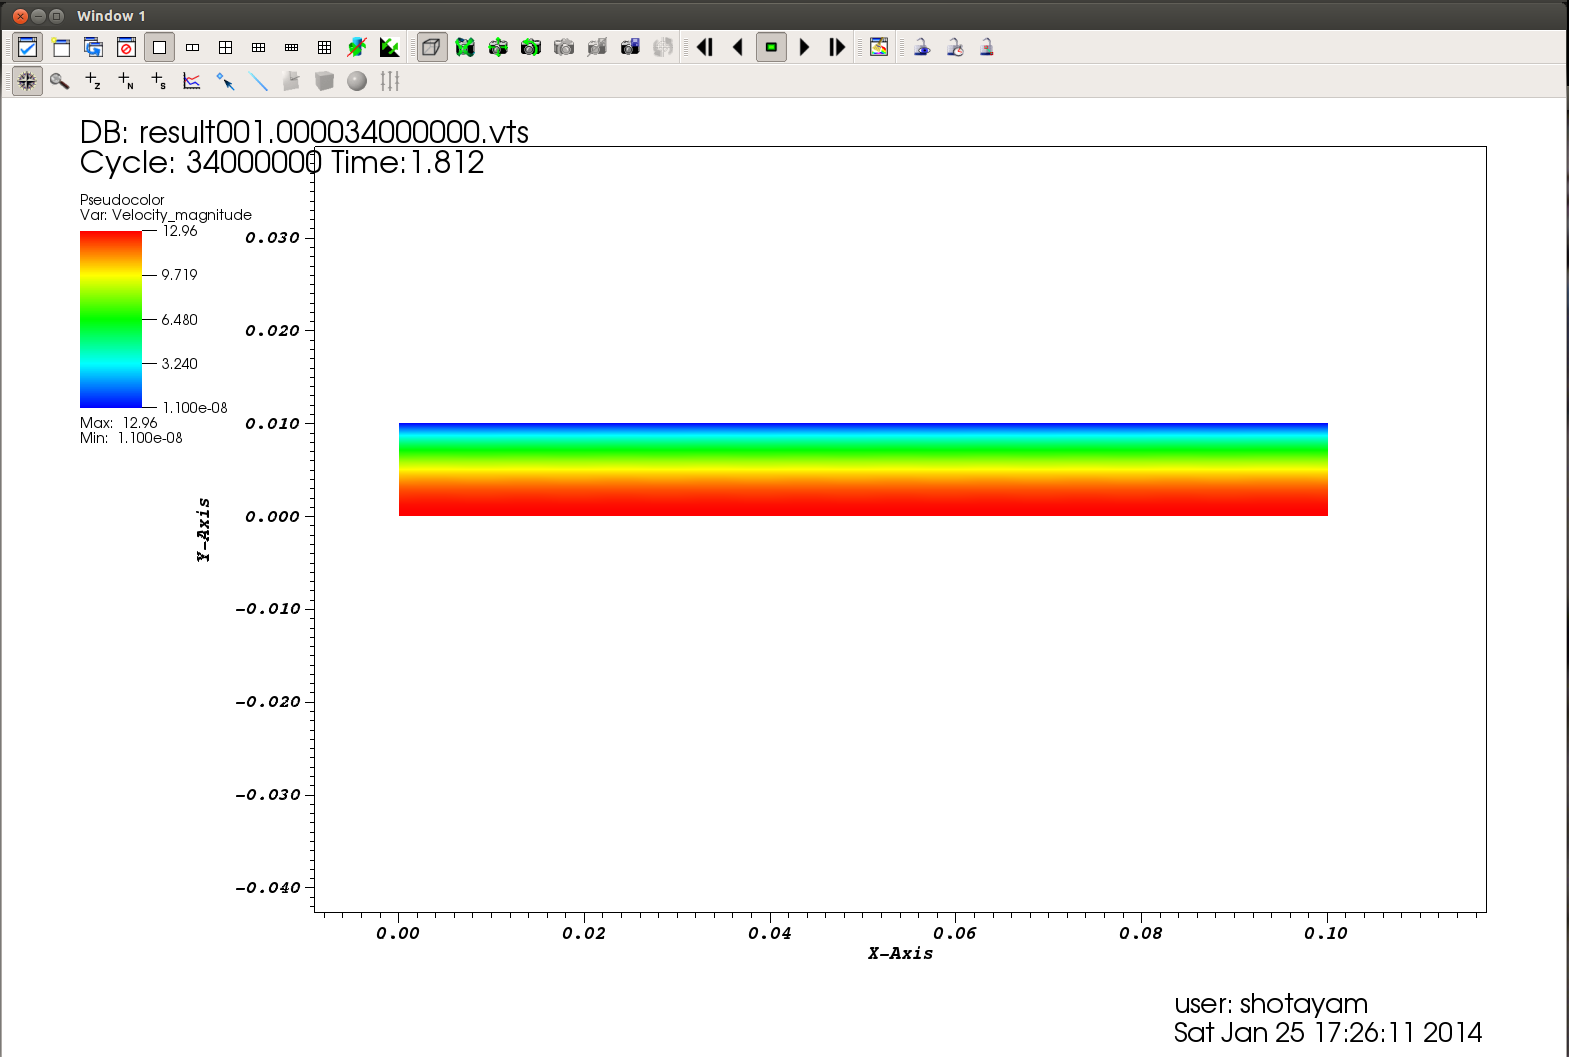 Window 1
DB: result001.000034000000.vts
Cycle: 34000000 Time:1.812
Pseudocolor
Var: Velocity_magnitude
12.96
9.719
6.480
3.240
1.100e-08
Max: 12.96
Min: 1.100e-08
0.030
0.020
0.010
0.000
-0.010
-0.020
-0.030
-0.040
Y-Axis
0.00 0.02 0.04 0.06 0.08 0.10
X-Axis
user: shotayam
Sat Jan 25 17:26:11 2014